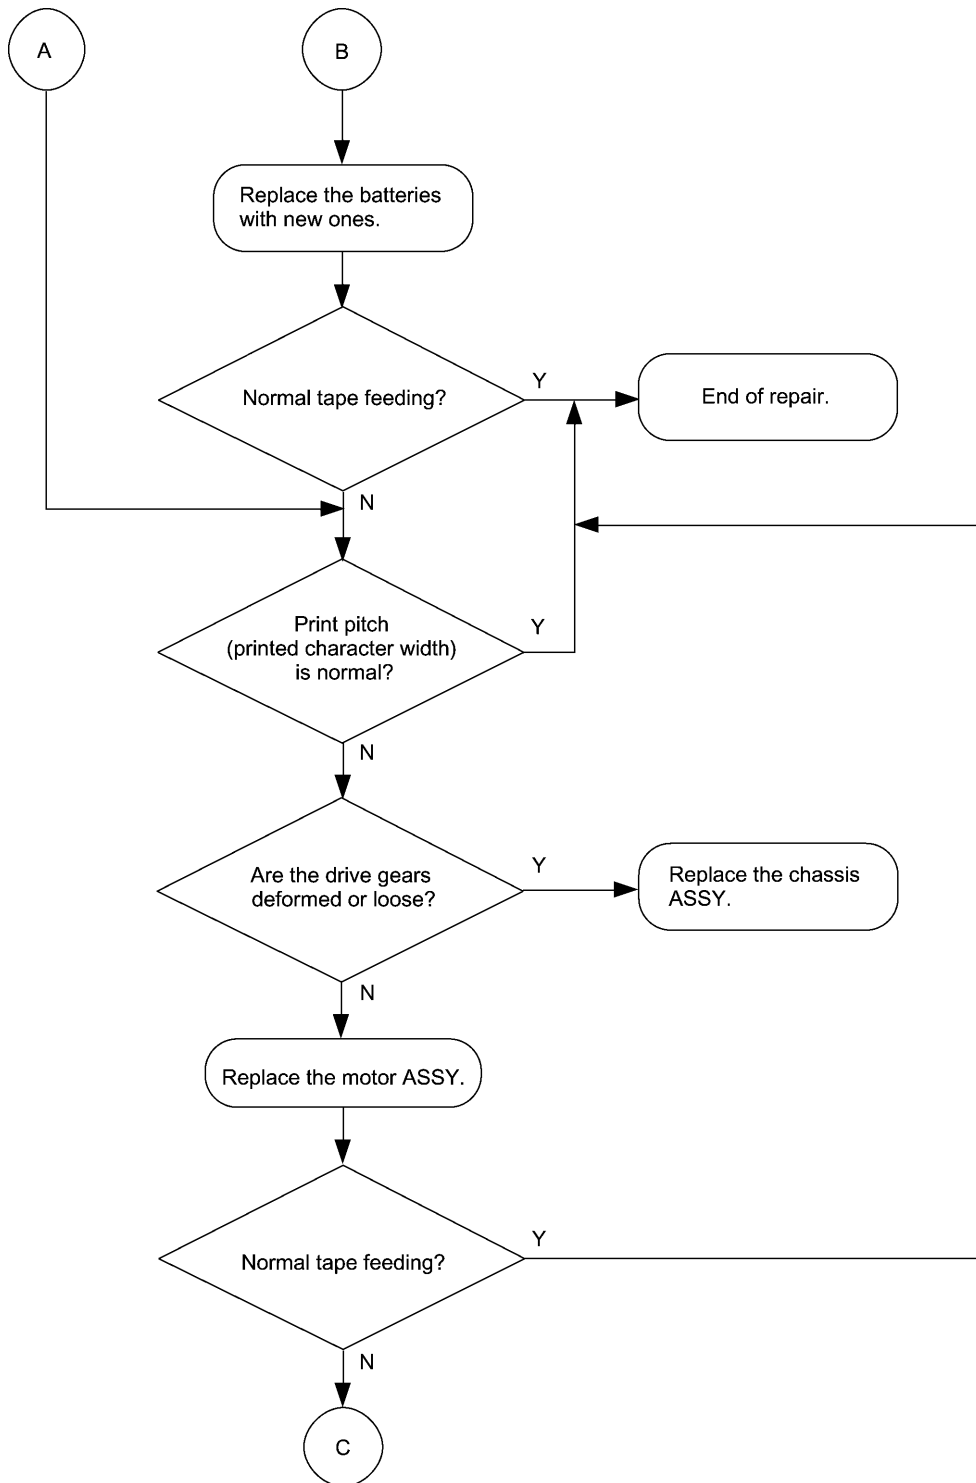 A
B
Replace the batteries
with new ones.
Normal tape feeding?
Y
End of repair.
N
Print pitch
(printed character width)
is normal?
Y
N
Are the drive gears
deformed or loose?
Y
Replace the chassis
ASSY.
N
Replace the motor ASSY.
Normal tape feeding?
Y
N
C